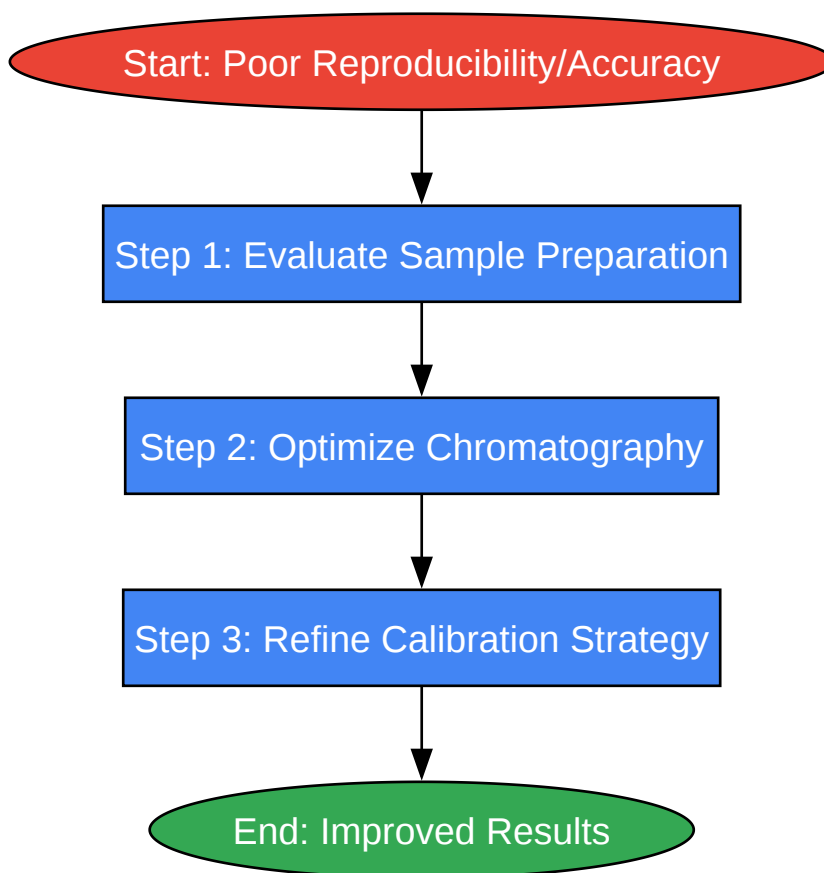 Start: Poor Reproducibility/Accuracy
Step 1: Evaluate Sample Preparation
Step 2: Optimize Chromatography
Step 3: Refine Calibration Strategy
End: Improved Results